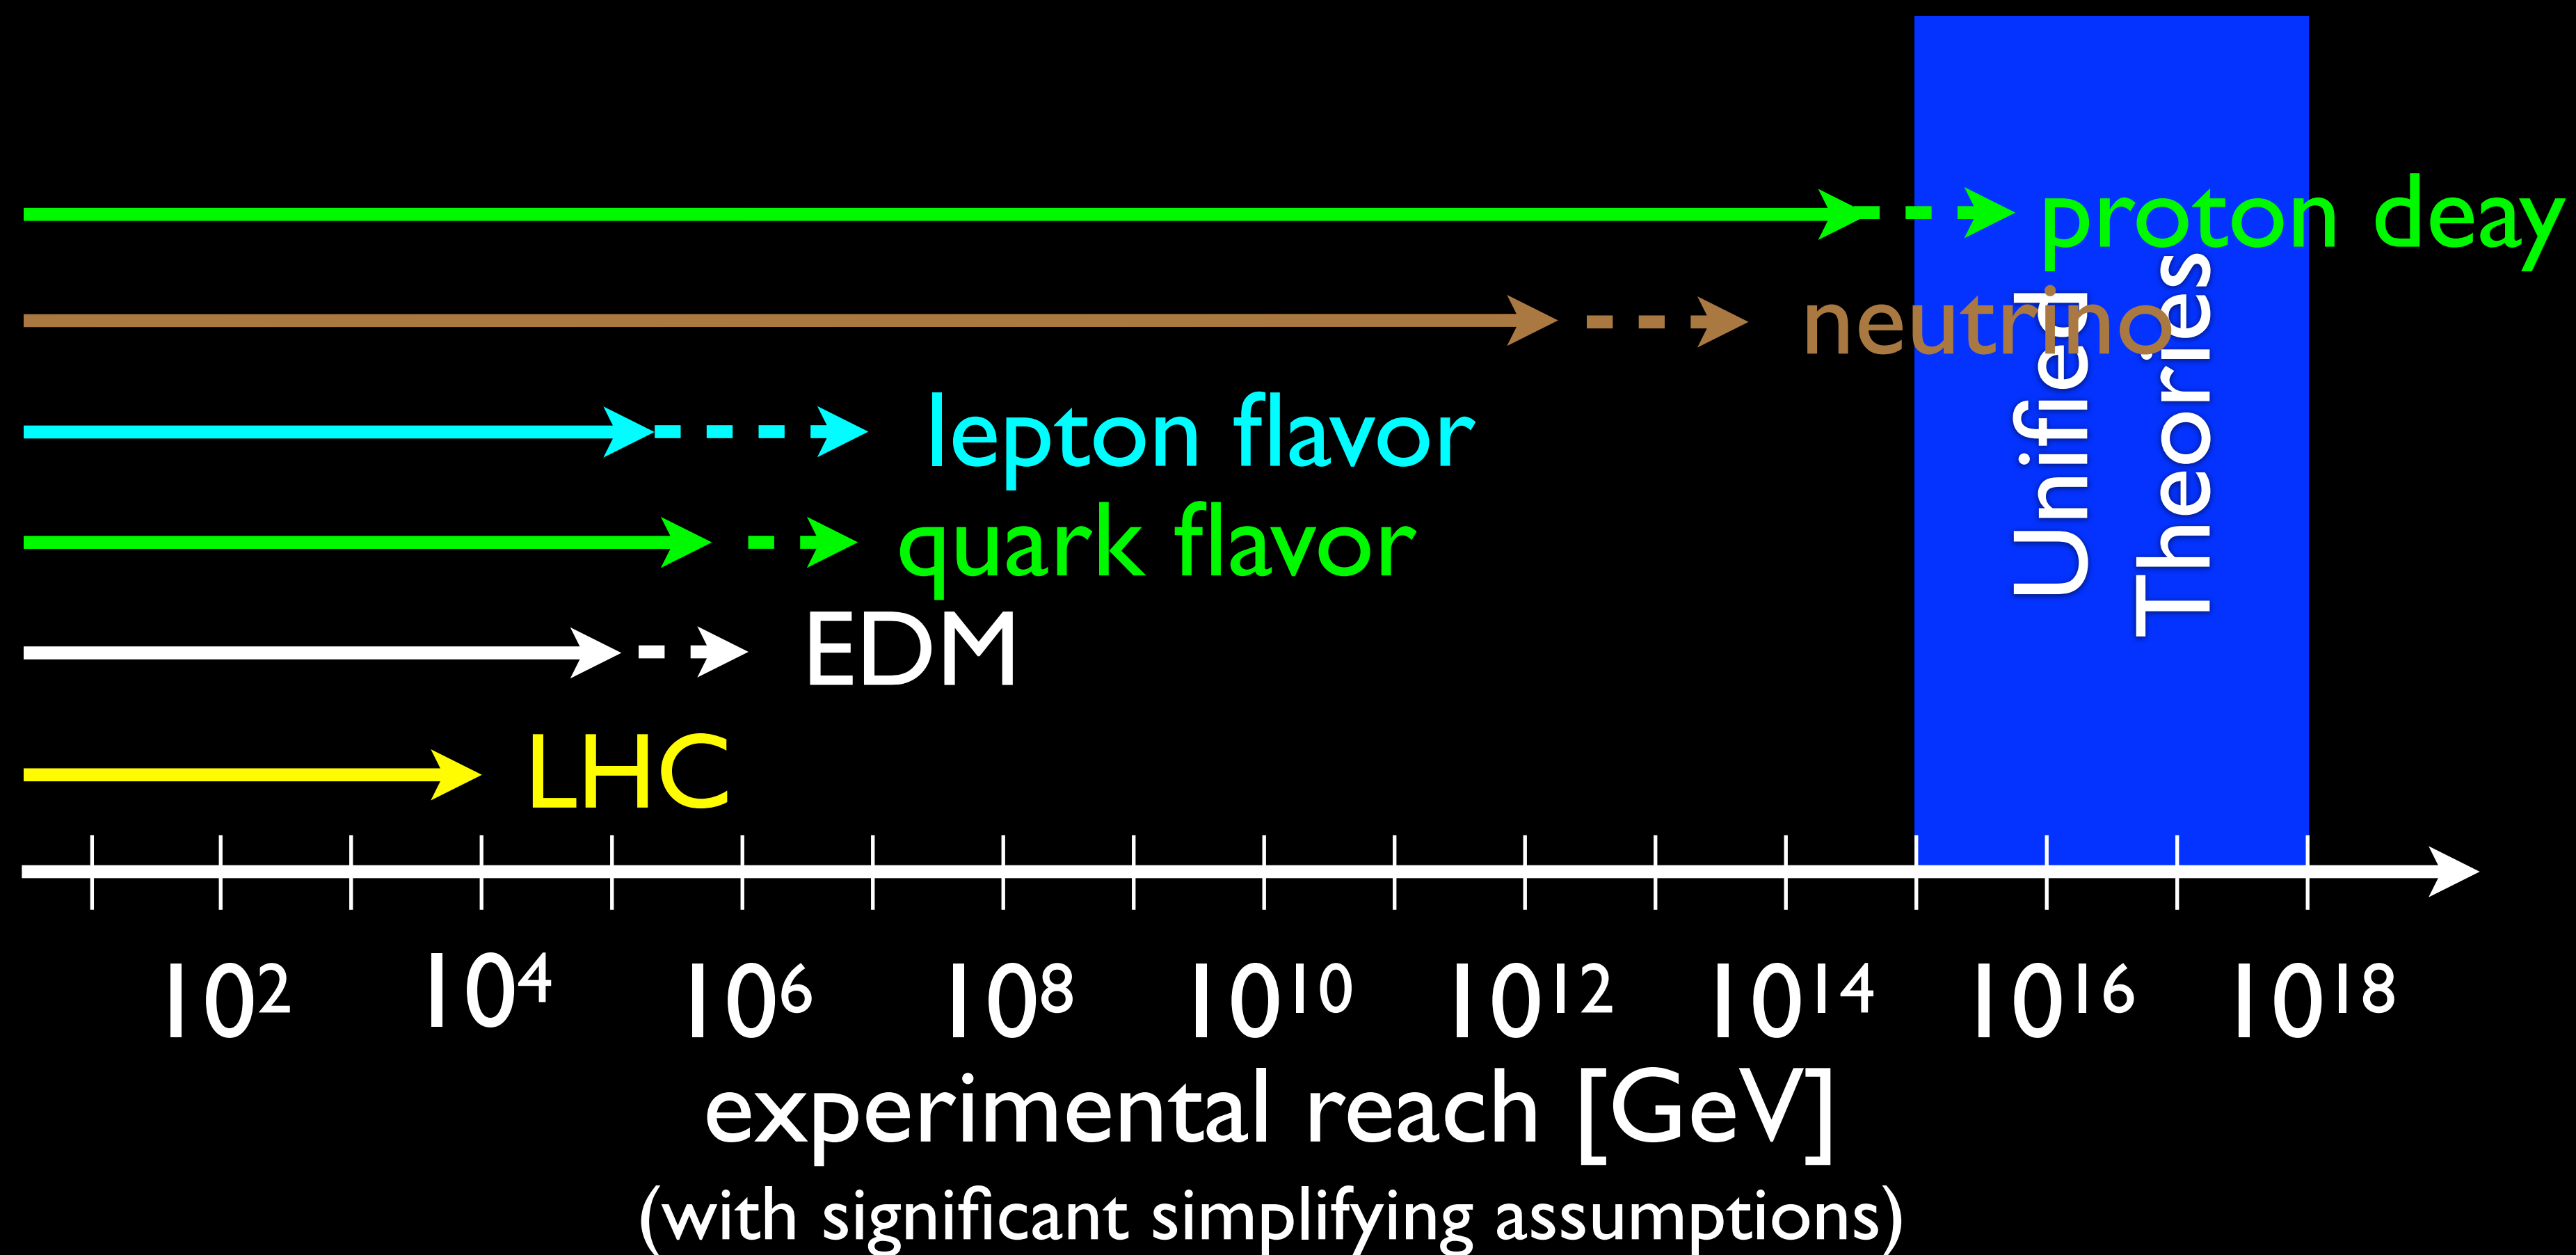 proton deay
neutrino
Unified
Theories
lepton flavor
quark flavor
EDM
LHC
10² 10⁴ 10⁶ 10⁸ 10¹⁰ 10¹² 10¹⁴ 10¹⁶ 10¹⁸
experimental reach [GeV]
(with significant simplifying assumptions)